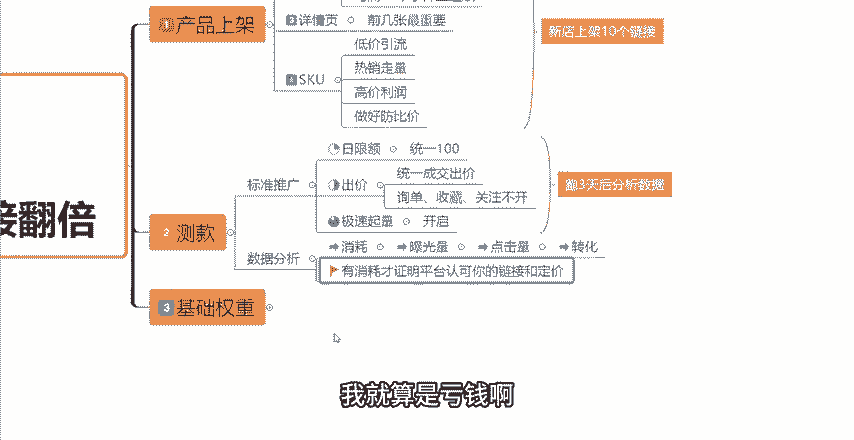 ①产品上架
3详情页
前几张最重要
低价引流
热销走量
SKU
高价利润
做好防比价
新店上架10个链接
日限额
统一100
标准推广
出价
统一成交出价
询单、收藏、关注不开
极速起量
开启
跑3天后分析数据
接翻倍
2 测款
数据分析
消耗
曝光量
点击量
转化
有消耗才证明平台认可你的链接和定价
3 基础权重
我就算是亏钱啊